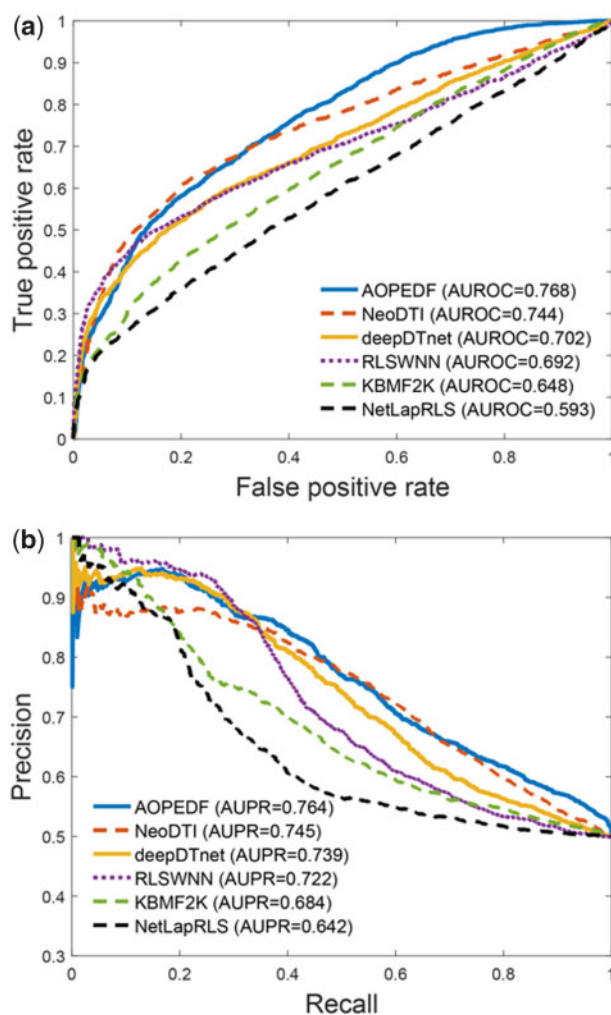 (a)
1
0.9
0.8
0.7
0.6
0.5
0.4
0.3
0.2
0.1
0
True positive rate
AOPEDF (AUROC=0.768)
NeoDTI (AUROC=0.744)
deepDTnet (AUROC=0.702)
RLSWNN (AUROC=0.692)
KBMF2K (AUROC=0.648)
NetLapRLS (AUROC=0.593)
0 0.2 0.4 0.6 0.8 1
False positive rate
(b)
1
0.9
0.8
0.7
0.6
0.5
0.4
0.3
Precision
AOPEDF (AUPR=0.764)
NeoDTI (AUPR=0.745)
deepDTnet (AUPR=0.739)
RLSWNN (AUPR=0.722)
KBMF2K (AUPR=0.684)
NetLapRLS (AUPR=0.642)
0 0.2 0.4 0.6 0.8 1
Recall